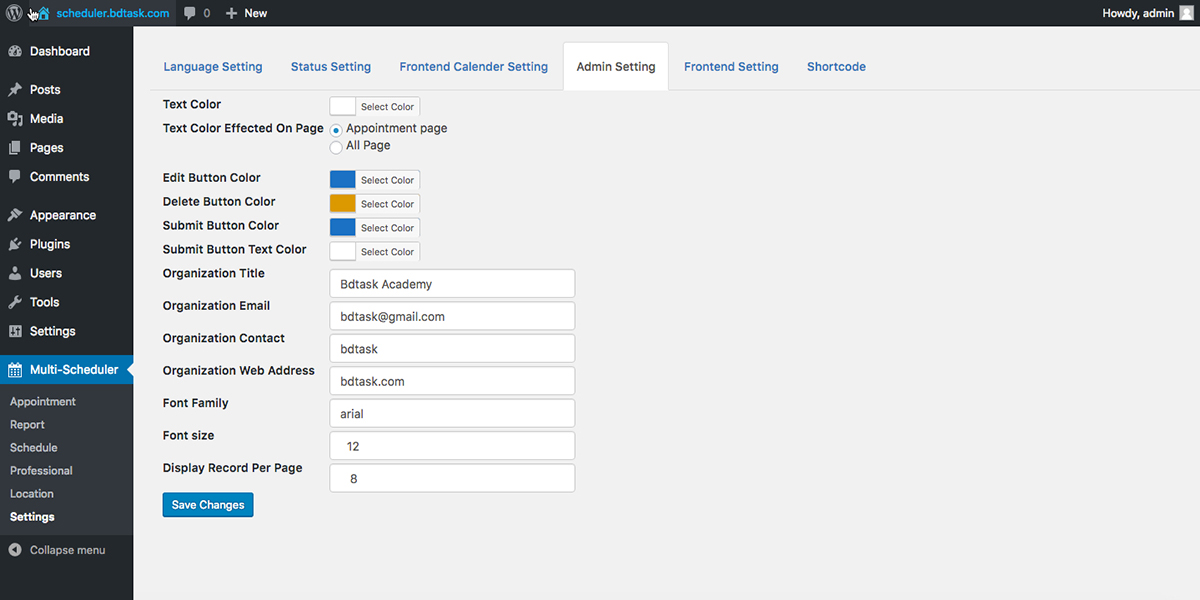 scheduler.bdtask.com 0 New Howdy, admin
Dashboard
Posts
Media
Pages
Comments
Appearance
Plugins
Users
Tools
Settings
Multi-Scheduler
Appointment
Report
Schedule
Professional
Location
Settings
Collapse menu
Language Setting Status Setting Frontend Calender Setting Admin Setting Frontend Setting Shortcode
Text Color Select Color
Text Color Effected On Page Appointment page
All Page
Edit Button Color Select Color
Delete Button Color Select Color
Submit Button Color Select Color
Submit Button Text Color Select Color
Organization Title Bdtask Academy
Organization Email bdtask@gmail.com
Organization Contact bdtask
Organization Web Address bdtask.com
Font Family arial
Font size 12
Display Record Per Page 8
Save Changes